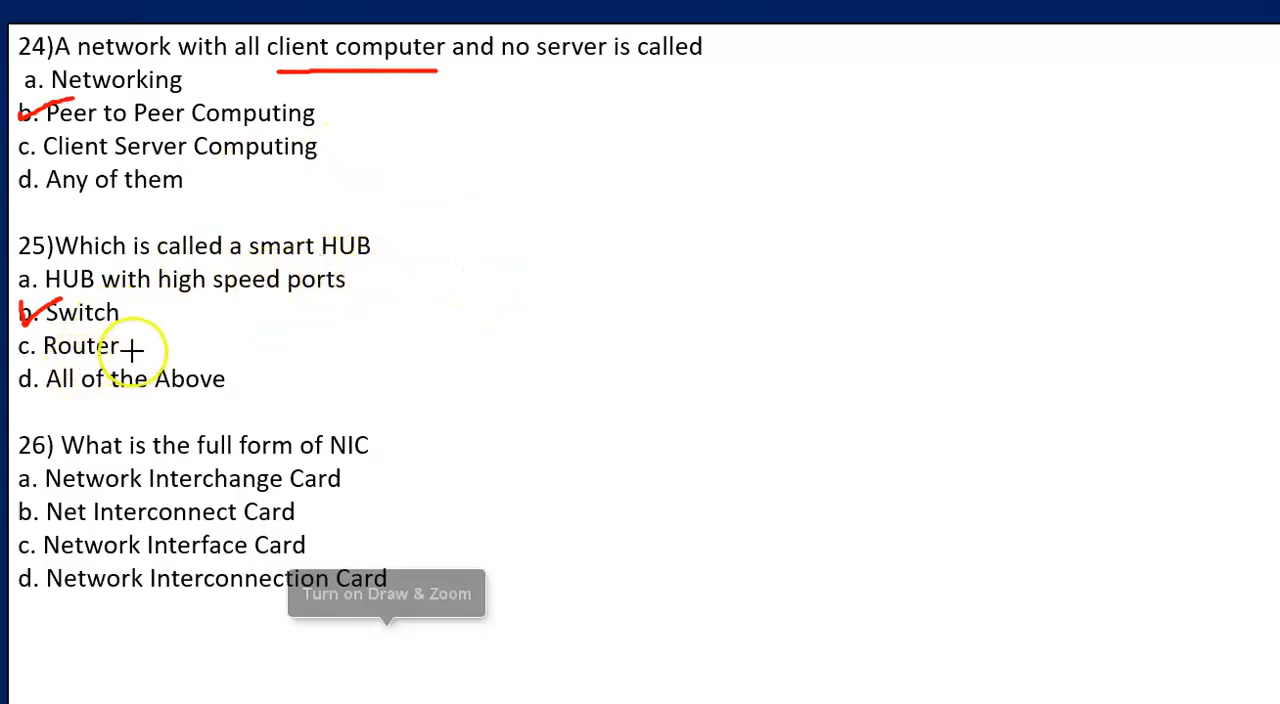 24)A network with all client computer and no server is called
a. Networking
b. Peer to Peer Computing
c. Client Server Computing
d. Any of them
25)Which is called a smart HUB
a. HUB with high speed ports
b. Switch
c. Router
d. All of the Above
26) What is the full form of NIC
a. Network Interchange Card
b. Net Interconnect Card
c. Network Interface Card
d. Network Interconnection Card
Turn on Draw & Zoom